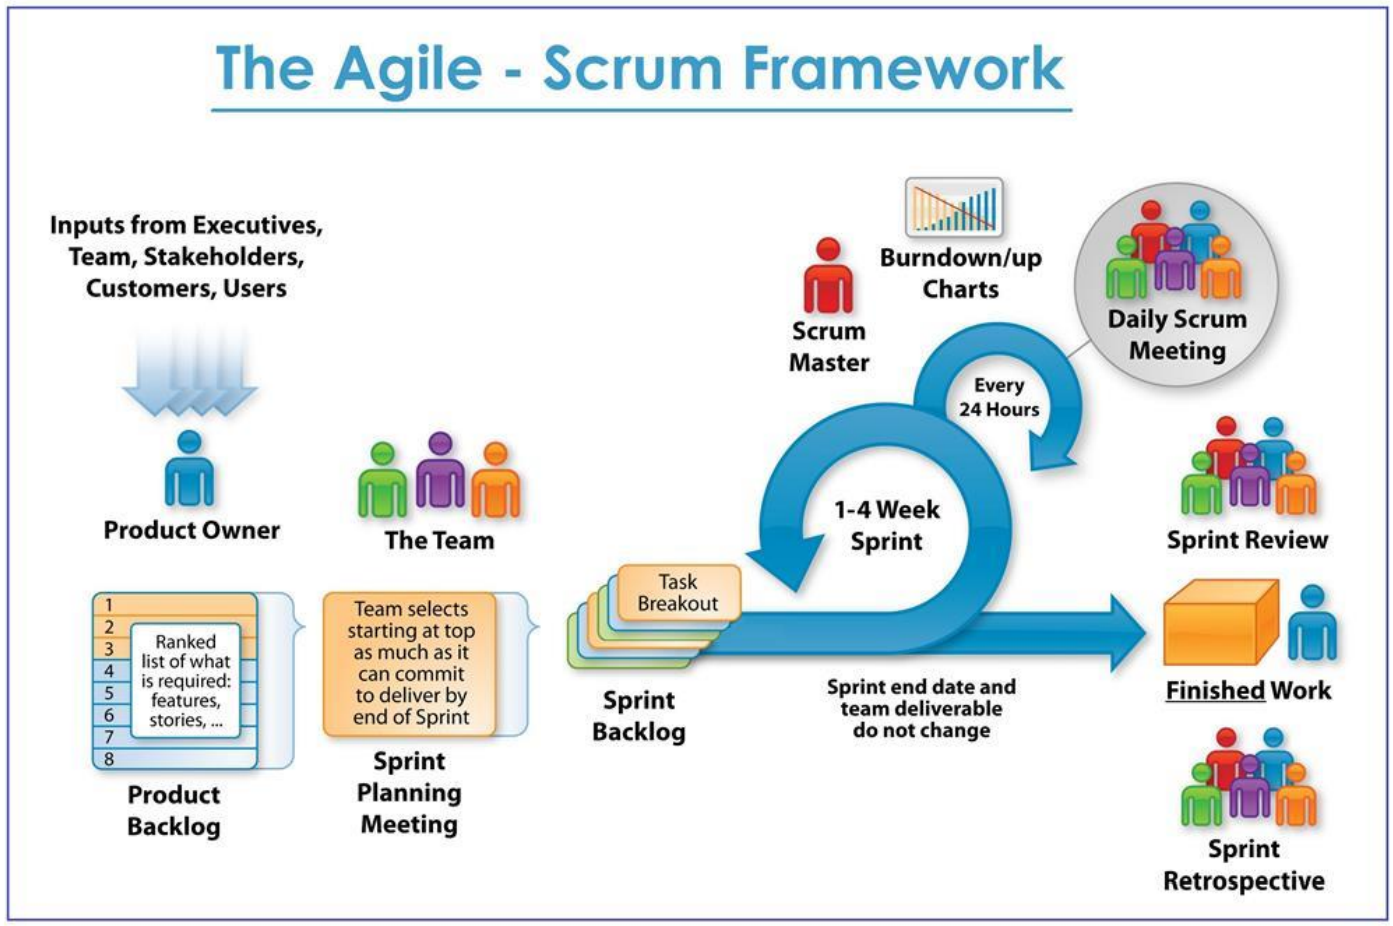 The Agile - Scrum Framework
Inputs from Executives,
Team, Stakeholders,
Customers, Users
Product Owner
The Team
1
2
3
4
5
6
7
8
Ranked
list of what
is required:
features,
stories, ...
Product
Backlog
Team selects
starting at top
as much as it
can commit
to deliver by
end of Sprint
Sprint
Planning
Meeting
Task
Breakout
Sprint
Backlog
Scrum
Master
Burndown/up
Charts
Every
24 Hours
Daily Scrum
Meeting
1-4 Week
Sprint
Sprint end date and
team deliverable
do not change
Sprint Review
Finished Work
Sprint
Retrospective